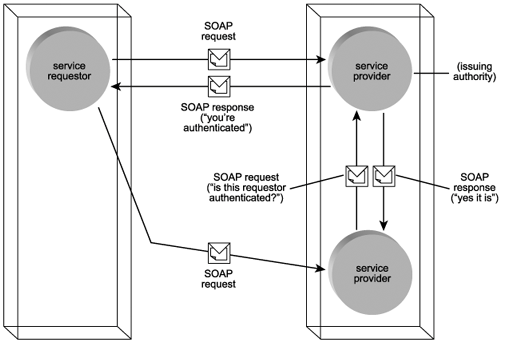 SOAP
request
service
requestor
service
provider
(issuing
authority)
SOAP response
("you're
authenticated")
SOAP request
("is this requestor
authenticated?")
SOAP
response
("yes it is")
service
provider
SOAP
request